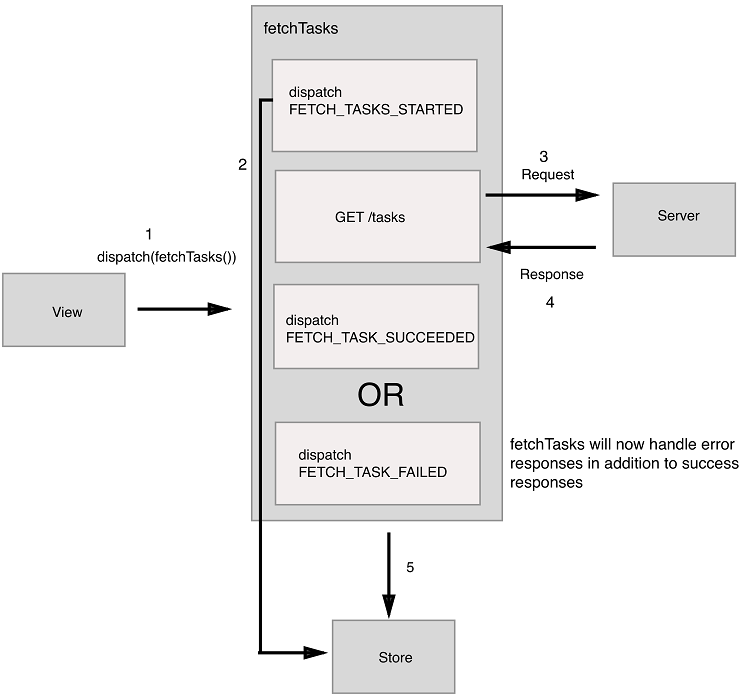 fetchTasks
dispatch
FETCH_TASKS_STARTED
2
3
Request
GET /tasks
Server
1
dispatch(fetchTasks())
View
Response
4
dispatch
FETCH_TASK_SUCCEEDED
OR
dispatch
FETCH_TASK_FAILED
fetchTasks will now handle error
responses in addition to success
responses
5
Store